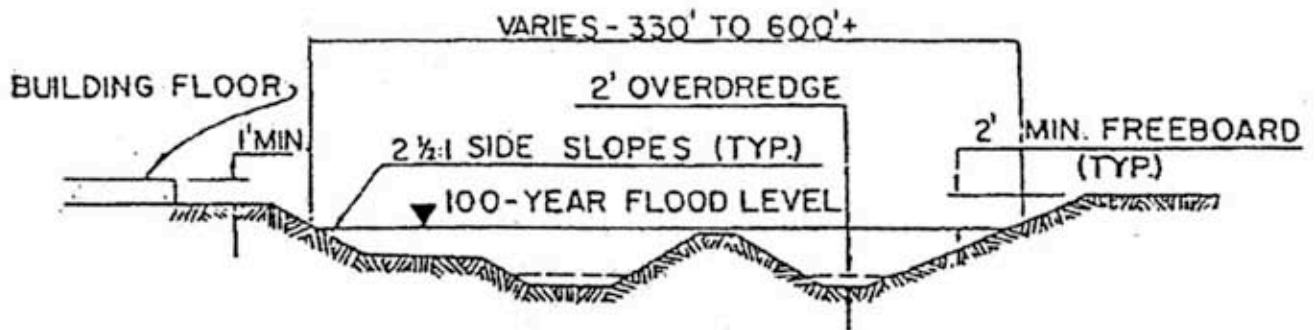 VARIES - 330' TO 600'+
BUILDING FLOOR
2' OVERDREDGE
1' MIN.
2' MIN. FREEBOARD
(TYP.)
2 ½:1 SIDE SLOPES (TYP.)
100-YEAR FLOOD LEVEL